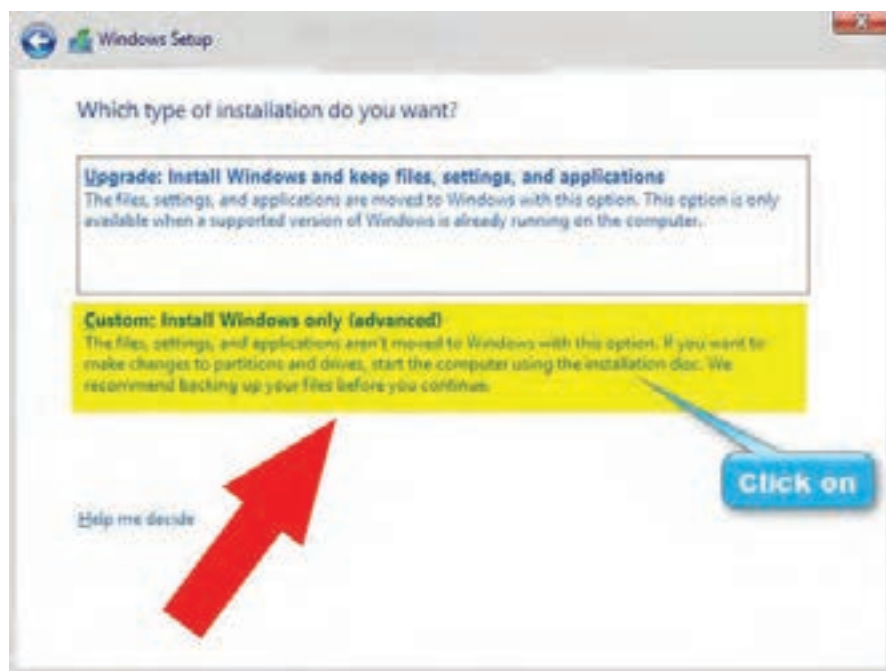 Windows Setup
Which type of installation do you want?
Upgrade: Install Windows and keep files, settings, and applications
The files, settings, and applications are moved to Windows with this option. This option is only
available when a supported version of Windows is already running on the computer.
Custom: Install Windows only (advanced)
The files, settings, and applications aren't moved to Windows with this option. If you want to
make changes to partitions and drives, start the computer using the installation disc. We
recommend backing up your files before you continue.
Click on
Help me decide